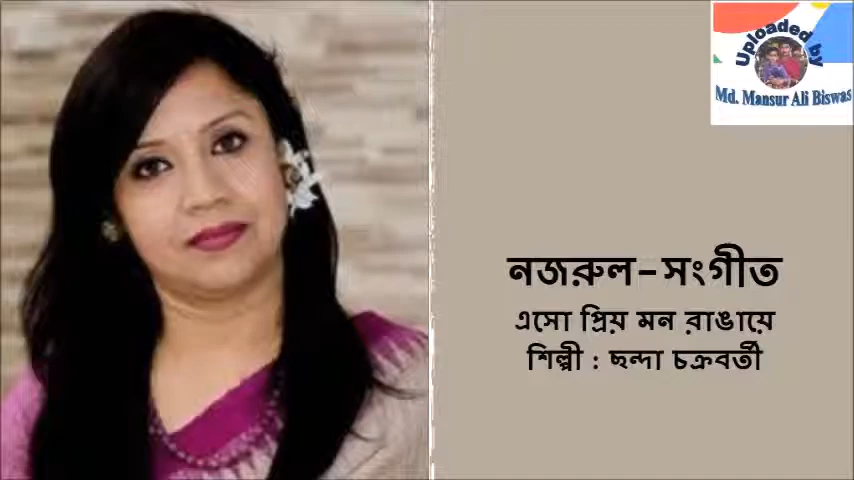 Uploaded by
Md. Mansur Ali Biswas
নজরুল-সংগীত
এসো প্রিয় মন রাঙায়ে
শিল্পী : ছন্দা চক্রবর্তী